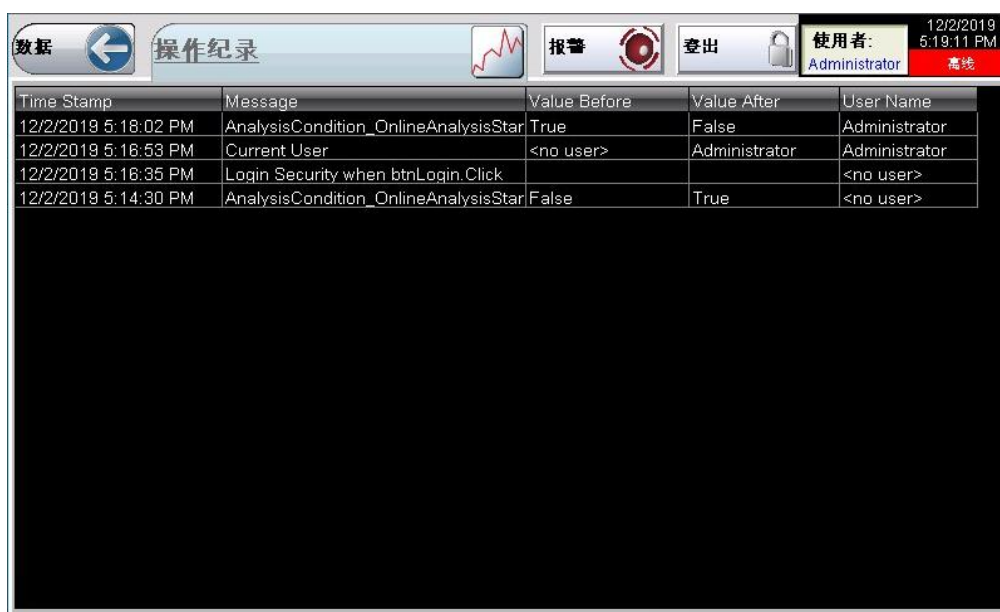 数据
操作纪录
报警
登出
使用者:
Administrator
12/2/2019
5:19:11 PM
离线
Time Stamp Message Value Before Value After User Name
12/2/2019 5:18:02 PM AnalysisCondition_OnlineAnalysisStar True False Administrator
12/2/2019 5:16:53 PM Current User <no user> Administrator Administrator
12/2/2019 5:16:35 PM Login Security when btnLogin.Click <no user>
12/2/2019 5:14:30 PM AnalysisCondition_OnlineAnalysisStar False True <no user>